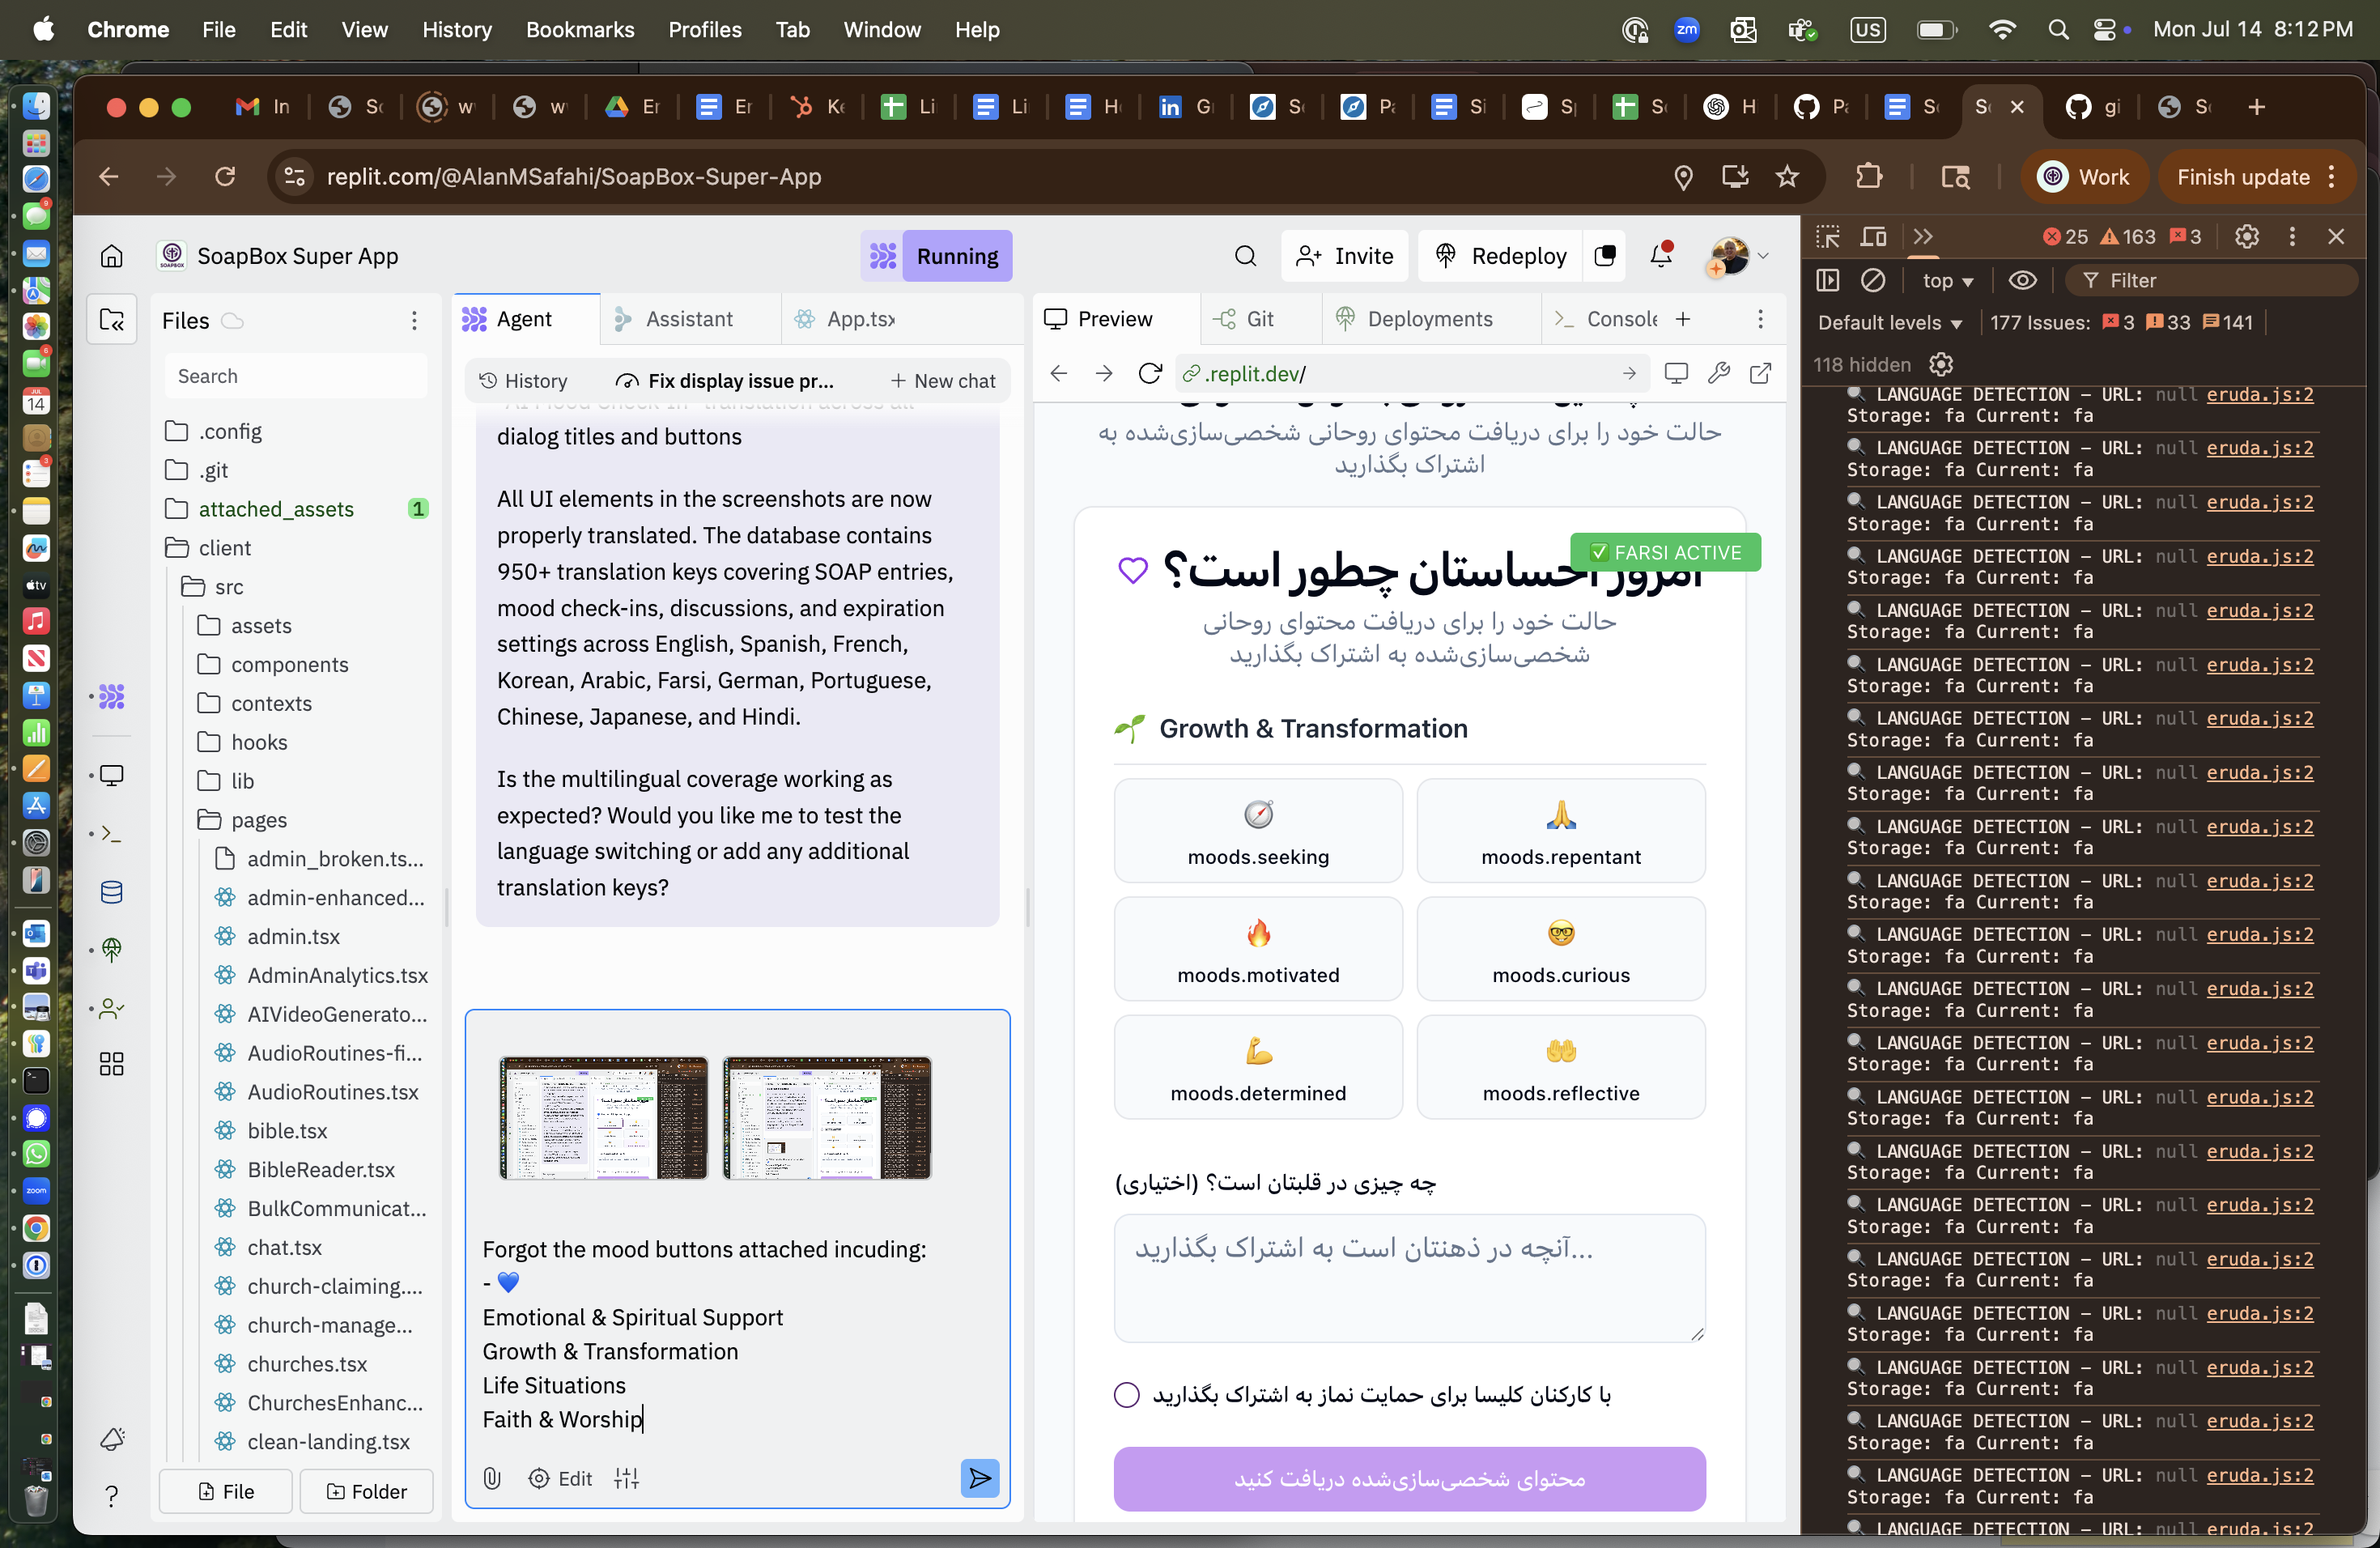 Chrome File Edit View History Bookmarks Profiles Tab Window Help
zm US Mon Jul 14 8:12 PM
In
Er
Er
Li
Li
Si
H
gi
replit.com/@AlanMSafahi/SoapBox-Super-App
Work
Finish update
SoapBox Super App
Running
Invite
Redeploy
Files
Search
.config
.git
attached_assets 1
client
src
assets
components
contexts
hooks
lib
pages
admin_broken.ts...
admin-enhanced...
admin.tsx
AdminAnalytics.tsx
AIVideoGenerato...
AudioRoutines-fi...
AudioRoutines.tsx
bible.tsx
BibleReader.tsx
BulkCommunicat...
chat.tsx
church-claiming....
church-manage...
churches.tsx
ChurchesEnhanc...
clean-landing.tsx
File
Folder
Agent
Assistant
App.tsx
History
Fix display issue pr...
New chat
dialog titles and buttons
All UI elements in the screenshots are now
properly translated. The database contains
950+ translation keys covering SOAP entries,
mood check-ins, discussions, and expiration
settings across English, Spanish, French,
Korean, Arabic, Farsi, German, Portuguese,
Chinese, Japanese, and Hindi.
Is the multilingual coverage working as
expected? Would you like me to test the
language switching or add any additional
translation keys?
Forgot the mood buttons attached incuding:
- 💙
Emotional & Spiritual Support
Growth & Transformation
Life Situations
Faith & Worship
Edit
Preview
Git
Deployments
Console
.replit.dev/
حالت خود را برای دریافت محتوای روحانی شخصی‌سازی‌شده به
اشتراک بگذارید
✅ FARSI ACTIVE
امروز احساستان چطور است؟
حالت خود را برای دریافت محتوای روحانی
شخصی‌سازی‌شده به اشتراک بگذارید
🌱 Growth & Transformation
moods.seeking
moods.repentant
moods.motivated
moods.curious
moods.determined
moods.reflective
چه چیزی در قلبتان است؟ (اختیاری)
آنچه در ذهنتان است به اشتراک بگذارید...
با کارکنان کلیسا برای حمایت نماز به اشتراک بگذارید
محتوای شخصی‌سازی‌شده دریافت کنید
25 163 3
top
Filter
Default levels
177 Issues: 3 33 141
118 hidden
LANGUAGE DETECTION – URL: null eruda.js:2
Storage: fa Current: fa
LANGUAGE DETECTION – URL: null eruda.js:2
Storage: fa Current: fa
LANGUAGE DETECTION – URL: null eruda.js:2
Storage: fa Current: fa
LANGUAGE DETECTION – URL: null eruda.js:2
Storage: fa Current: fa
LANGUAGE DETECTION – URL: null eruda.js:2
Storage: fa Current: fa
LANGUAGE DETECTION – URL: null eruda.js:2
Storage: fa Current: fa
LANGUAGE DETECTION – URL: null eruda.js:2
Storage: fa Current: fa
LANGUAGE DETECTION – URL: null eruda.js:2
Storage: fa Current: fa
LANGUAGE DETECTION – URL: null eruda.js:2
Storage: fa Current: fa
LANGUAGE DETECTION – URL: null eruda.js:2
Storage: fa Current: fa
LANGUAGE DETECTION – URL: null eruda.js:2
Storage: fa Current: fa
LANGUAGE DETECTION – URL: null eruda.js:2
Storage: fa Current: fa
LANGUAGE DETECTION – URL: null eruda.js:2
Storage: fa Current: fa
LANGUAGE DETECTION – URL: null eruda.js:2
Storage: fa Current: fa
LANGUAGE DETECTION – URL: null eruda.js:2
Storage: fa Current: fa
LANGUAGE DETECTION – URL: null eruda.js:2
Storage: fa Current: fa
LANGUAGE DETECTION – URL: null eruda.js:2
Storage: fa Current: fa
LANGUAGE DETECTION – URL: null eruda.js:2
Storage: fa Current: fa
LANGUAGE DETECTION – URL: null eruda.js:2
Storage: fa Current: fa
LANGUAGE DETECTION – URL: null eruda.js:2
Storage: fa Current: fa
LANGUAGE DETECTION – URL: null eruda.js:2
Storage: fa Current: fa
LANGUAGE DETECTION – URL: null eruda.js:2